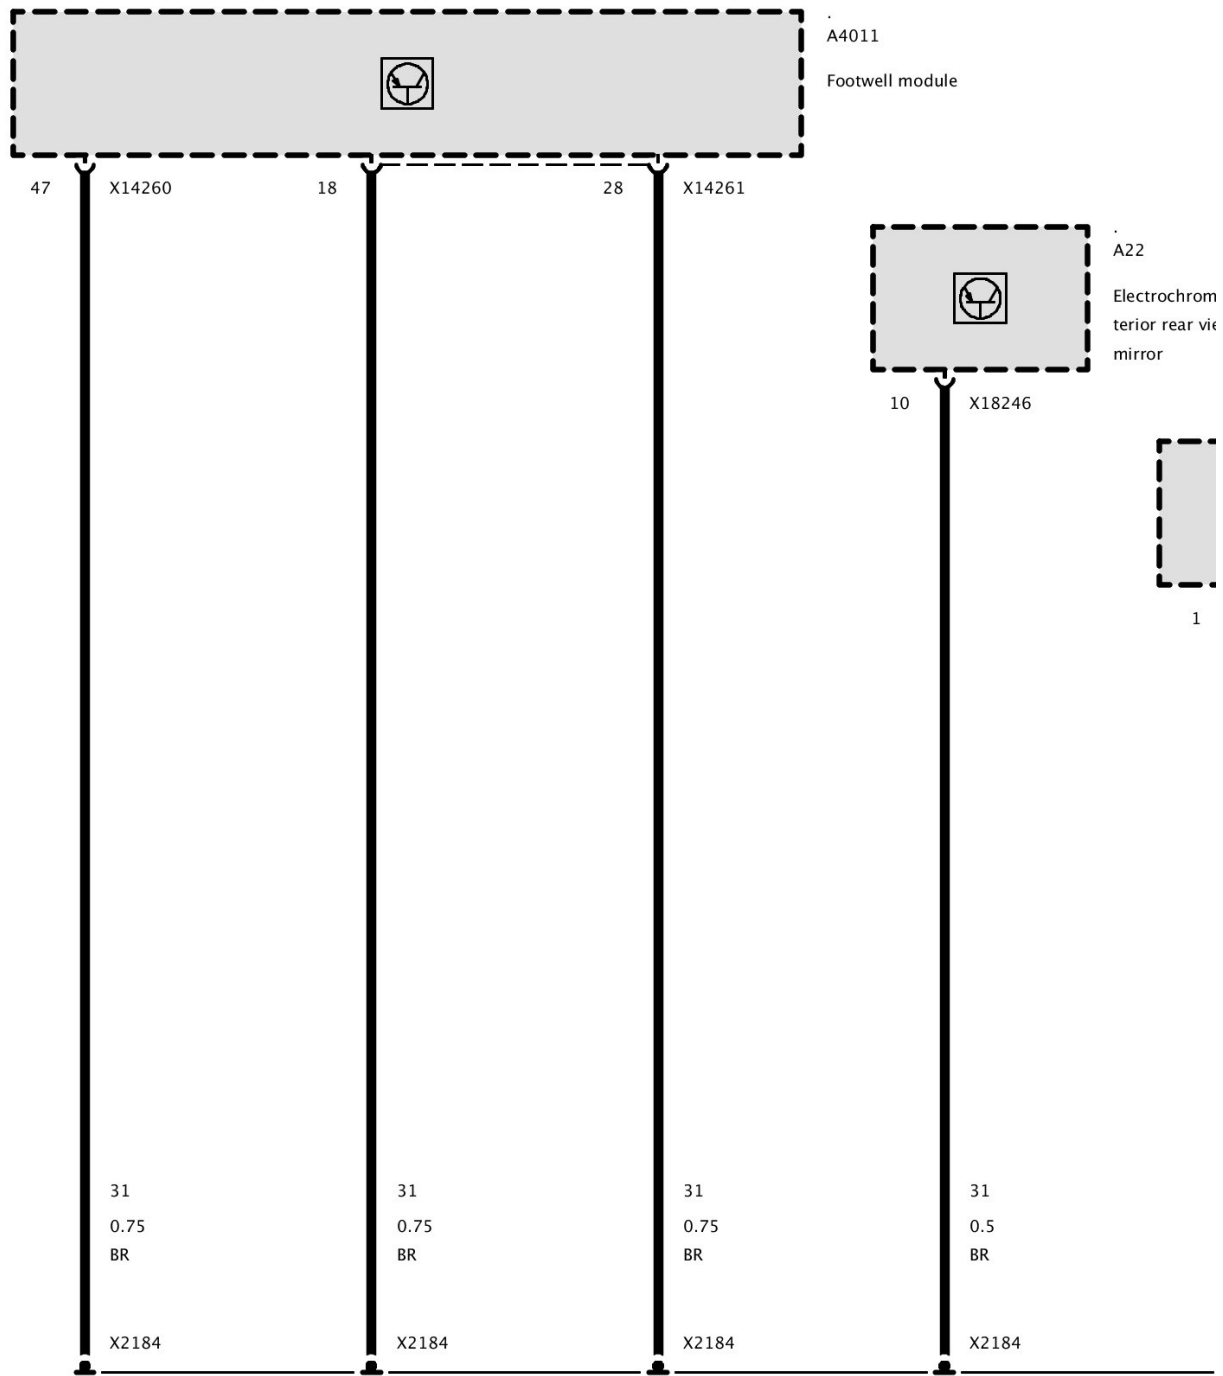 .
A4011
Footwell module
47 X14260 18 28 X14261
.
A22
Electrochrom
terior rear vie
mirror
10 X18246
1
31 31 31 31
0.75 0.75 0.75 0.5
BR BR BR BR
X2184 X2184 X2184 X2184